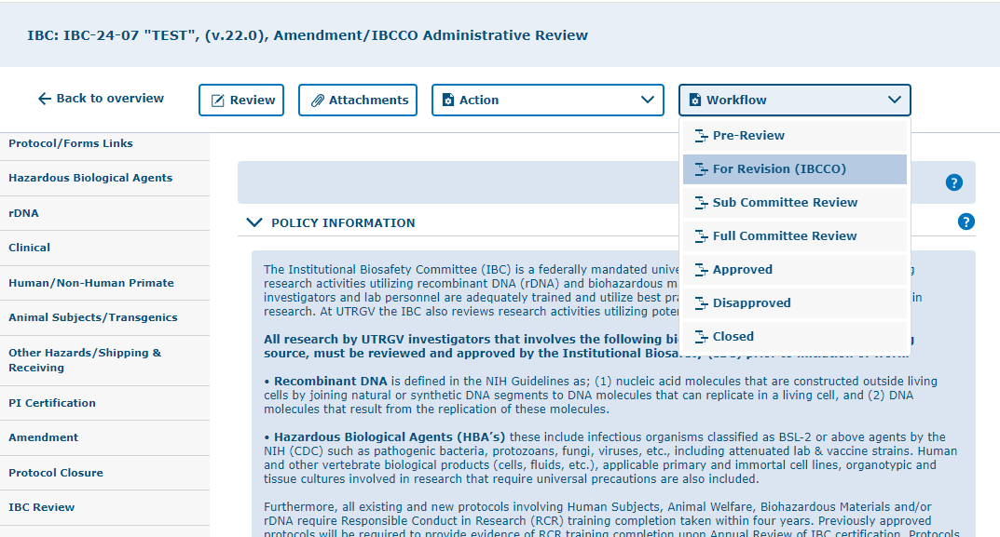 IBC: IBC-24-07 "TEST", (v.22.0), Amendment/IBCCO Administrative Review
Back to overview
Review
Attachments
Action
Workflow
Pre-Review
For Revision (IBCCO)
Sub Committee Review
Full Committee Review
Approved
Disapproved
Closed
Protocol/Forms Links
Hazardous Biological Agents
rDNA
Clinical
Human/Non-Human Primate
Animal Subjects/Transgenics
Other Hazards/Shipping &
Receiving
PI Certification
Amendment
Protocol Closure
IBC Review
?
POLICY INFORMATION
?
The Institutional Biosafety Committee (IBC) is a federally mandated
research activities utilizing recombinant DNA (rDNA) and biohazardous
investigators and lab personnel are adequately trained and utilize best in
research. At UTRGV the IBC also reviews research activities utilizing
All research by UTRGV investigators that involves the following
source, must be reviewed and approved by the Institutional
• Recombinant DNA is defined in the NIH Guidelines as; (1) nucleic acid molecules that are constructed outside living
cells by joining natural or synthetic DNA segments to DNA molecules that can replicate in a living cell, and (2) DNA
molecules that result from the replication of these molecules.
• Hazardous Biological Agents (HBA’s) these include infectious organisms classified as BSL-2 or above agents by the
NIH (CDC) such as pathogenic bacteria, protozoans, fungi, viruses, etc., including attenuated lab & vaccine strains. Human
and other vertebrate biological products (cells, fluids, etc.), applicable primary and immortal cell lines, organotypic and
tissue cultures involved in research that require universal precautions are also included.
Furthermore, all existing and new protocols involving Human Subjects, Animal Welfare, Biohazardous Materials and/or
rDNA require Responsible Conduct in Research (RCR) training completion taken within four years. Previously approved
protocols will be required to provide evidence of RCR training completion upon Annual Review of IBC certification. Protocols